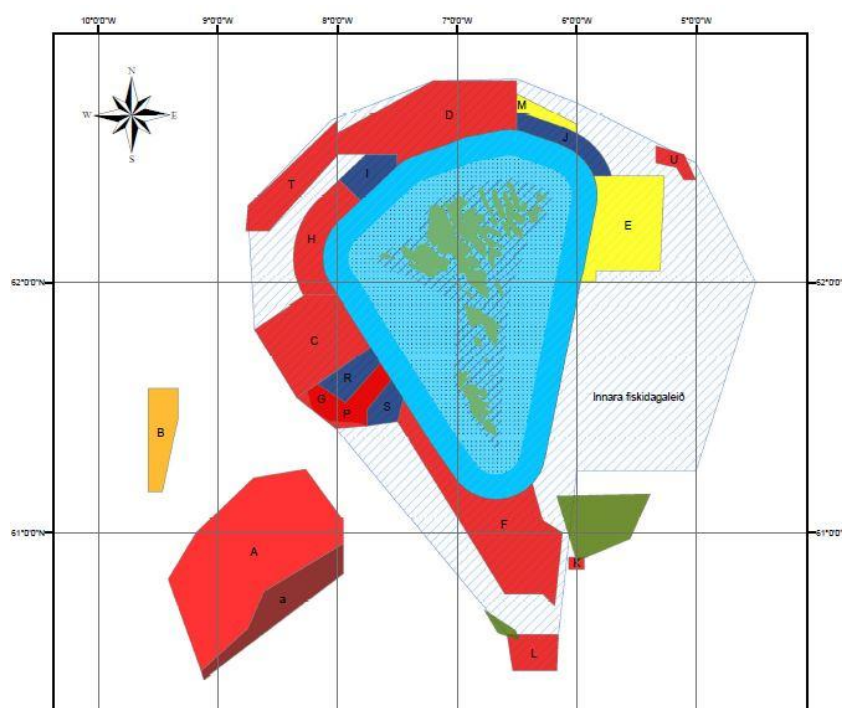 10°0'0"W 9°0'0"W 8°0'0"W 7°0'0"W 6°0'0"W 5°0'0"W
N
W E
S
D
M
J
U
T
I
H
E
62°0'0"N 62°0'0"N
C
R
G
P
S
Innara fiskidagaleið
B
F
61°0'0"N 61°0'0"N
A
K
a
L